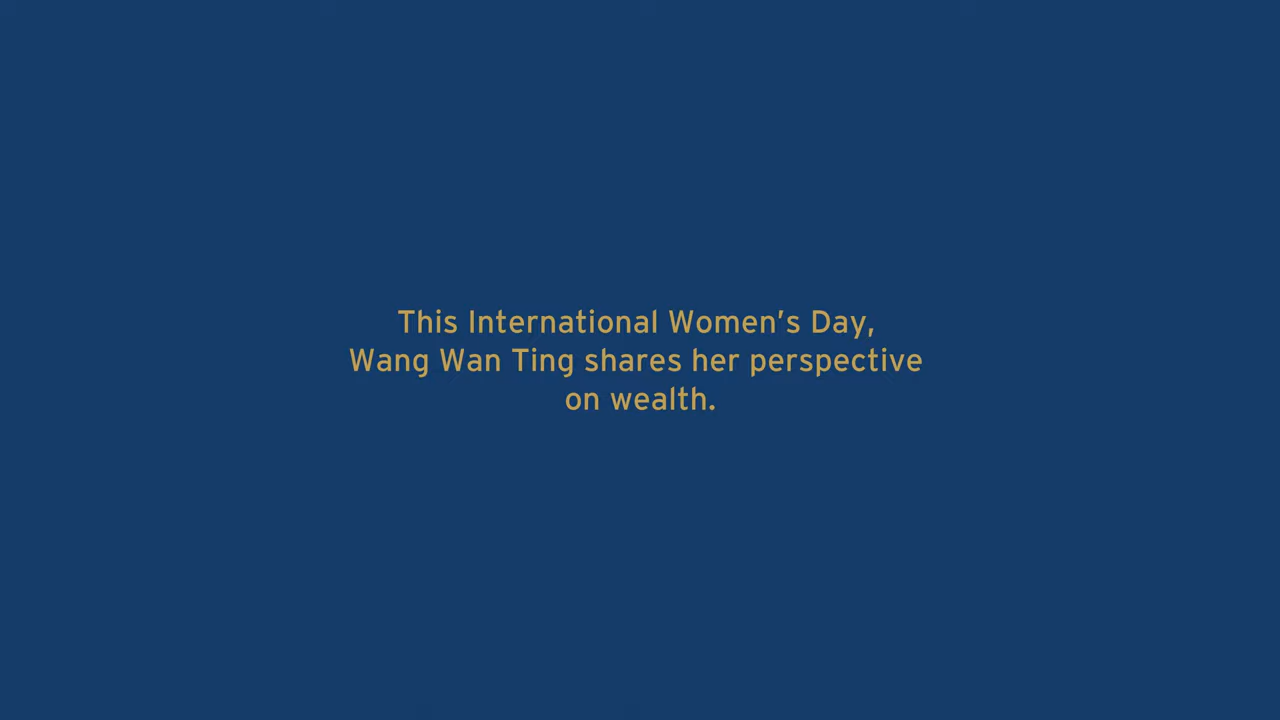 This International Women’s Day,
Wang Wan Ting shares her perspective
on wealth.